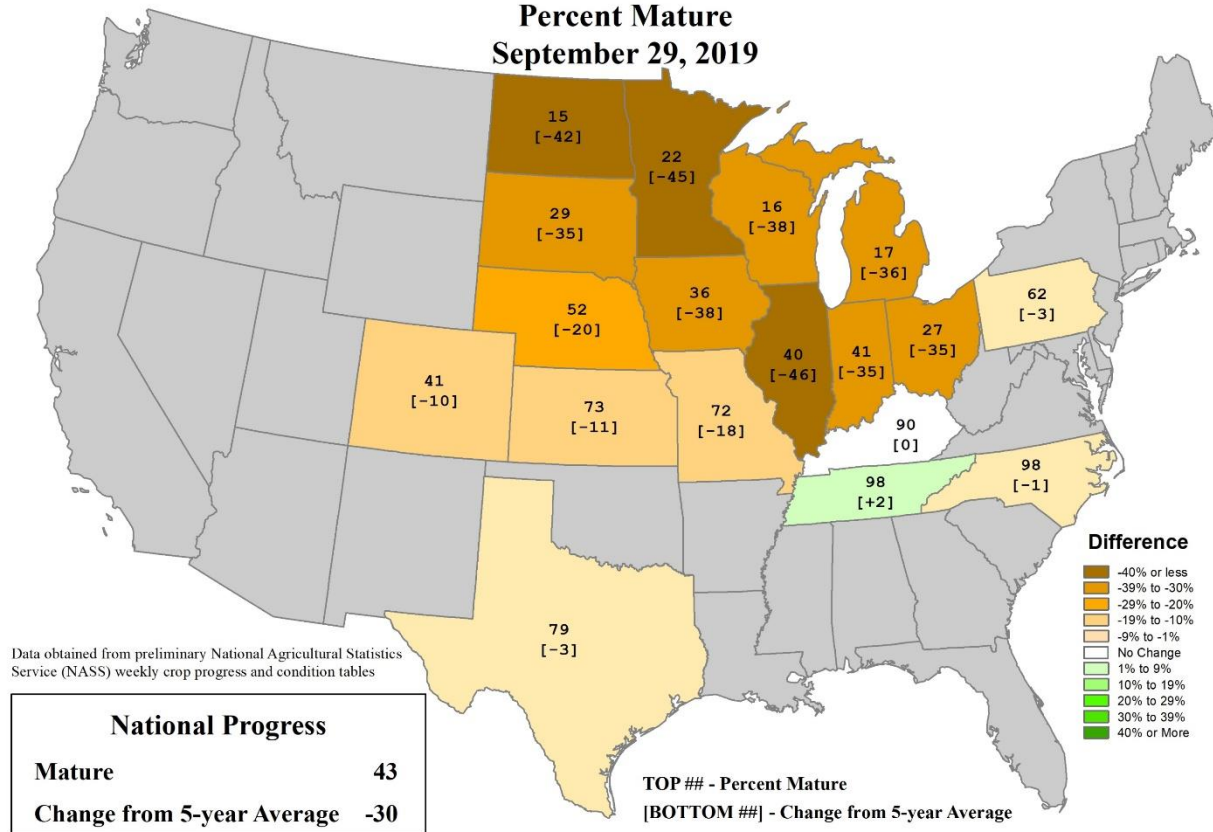 Percent Mature
September 29, 2019
15
[-42]
22
[-45]
29
[-35]
16
[-38]
17
[-36]
52
[-20]
36
[-38]
62
[-3]
41
[-10]
73
[-11]
72
[-18]
40
[-46]
41
[-35]
27
[-35]
90
[0]
98
[+2]
98
[-1]
79
[-3]
Difference
-40% or less
-39% to -30%
-29% to -20%
-19% to -10%
-9% to -1%
No Change
1% to 9%
10% to 19%
20% to 29%
30% to 39%
40% or More
Data obtained from preliminary National Agricultural Statistics
Service (NASS) weekly crop progress and condition tables
National Progress
Mature 43
Change from 5-year Average -30
TOP ## - Percent Mature
[BOTTOM ##] - Change from 5-year Average